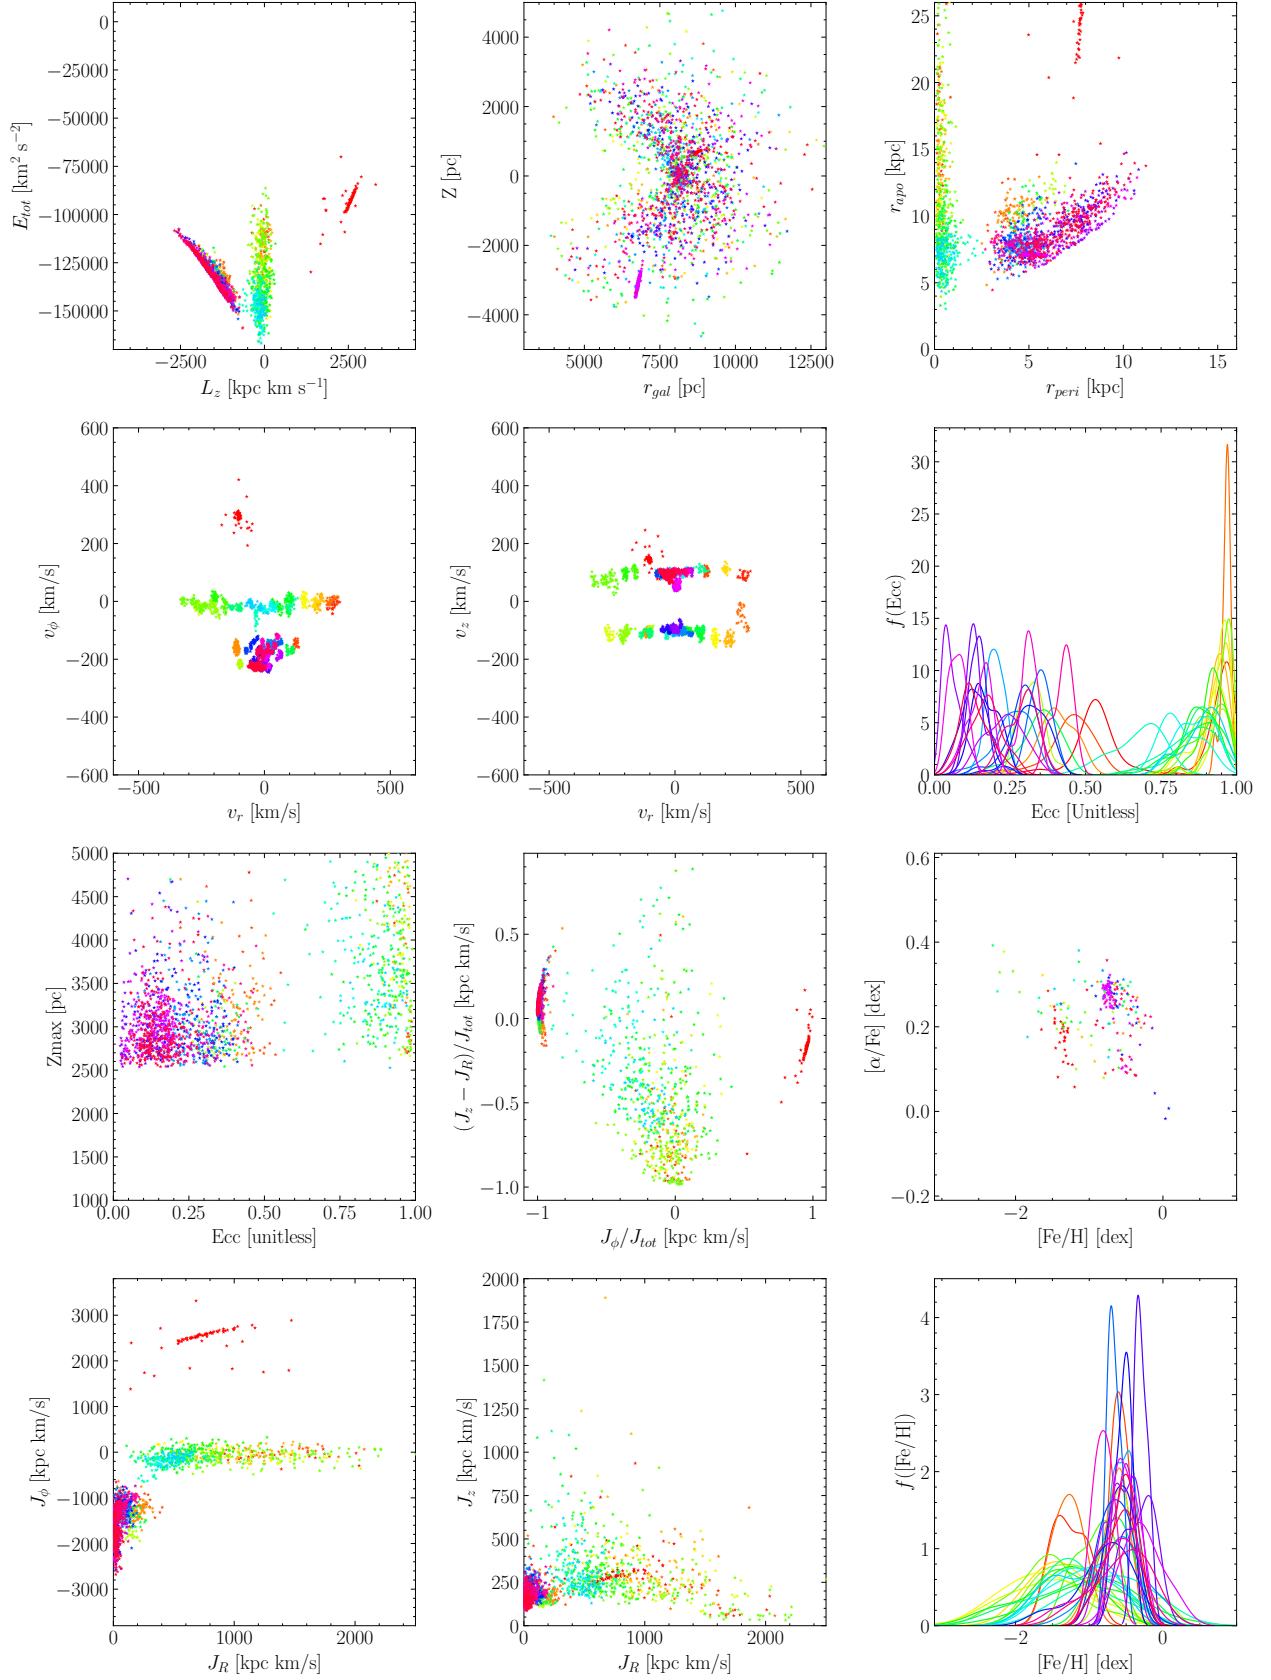 0
−25000
−50000
−75000
−100000
−125000
−150000
E_tot [km² s⁻²]
−2500 0 2500
L_z [kpc km s⁻¹]
4000
2000
0
−2000
−4000
Z [pc]
5000 7500 10000 12500
r_gal [pc]
25
20
15
10
5
0
r_apo [kpc]
0 5 10 15
r_peri [kpc]
600
400
200
0
−200
−400
−600
v_ϕ [km/s]
−500 0 500
v_r [km/s]
600
400
200
0
−200
−400
−600
v_z [km/s]
−500 0 500
v_r [km/s]
30
25
20
15
10
5
0
f(Ecc)
0.00 0.25 0.50 0.75 1.00
Ecc [Unitless]
5000
4500
4000
3500
3000
2500
2000
1500
1000
Zmax [pc]
0.00 0.25 0.50 0.75 1.00
Ecc [unitless]
0.5
0.0
−0.5
−1.0
(J_z − J_R)/J_tot [kpc km/s]
−1 0 1
J_ϕ/J_tot [kpc km/s]
0.6
0.4
0.2
0.0
−0.2
[α/Fe] [dex]
−2 0
[Fe/H] [dex]
3000
2000
1000
0
−1000
−2000
−3000
J_ϕ [kpc km/s]
0 1000 2000
J_R [kpc km/s]
2000
1750
1500
1250
1000
750
500
250
0
J_z [kpc km/s]
0 1000 2000
J_R [kpc km/s]
4
3
2
1
0
f([Fe/H])
−2 0
[Fe/H] [dex]